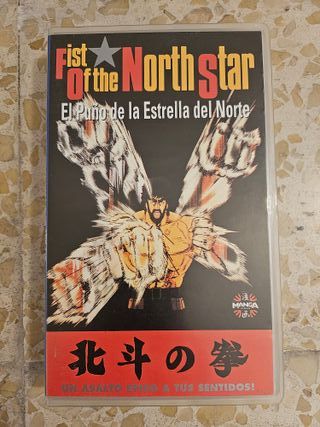 Fist
Of the North Star
El Puño de la Estrella del Norte
MANGA
北斗の拳
UN ASALTO EPICO A TUS SENTIDOS!